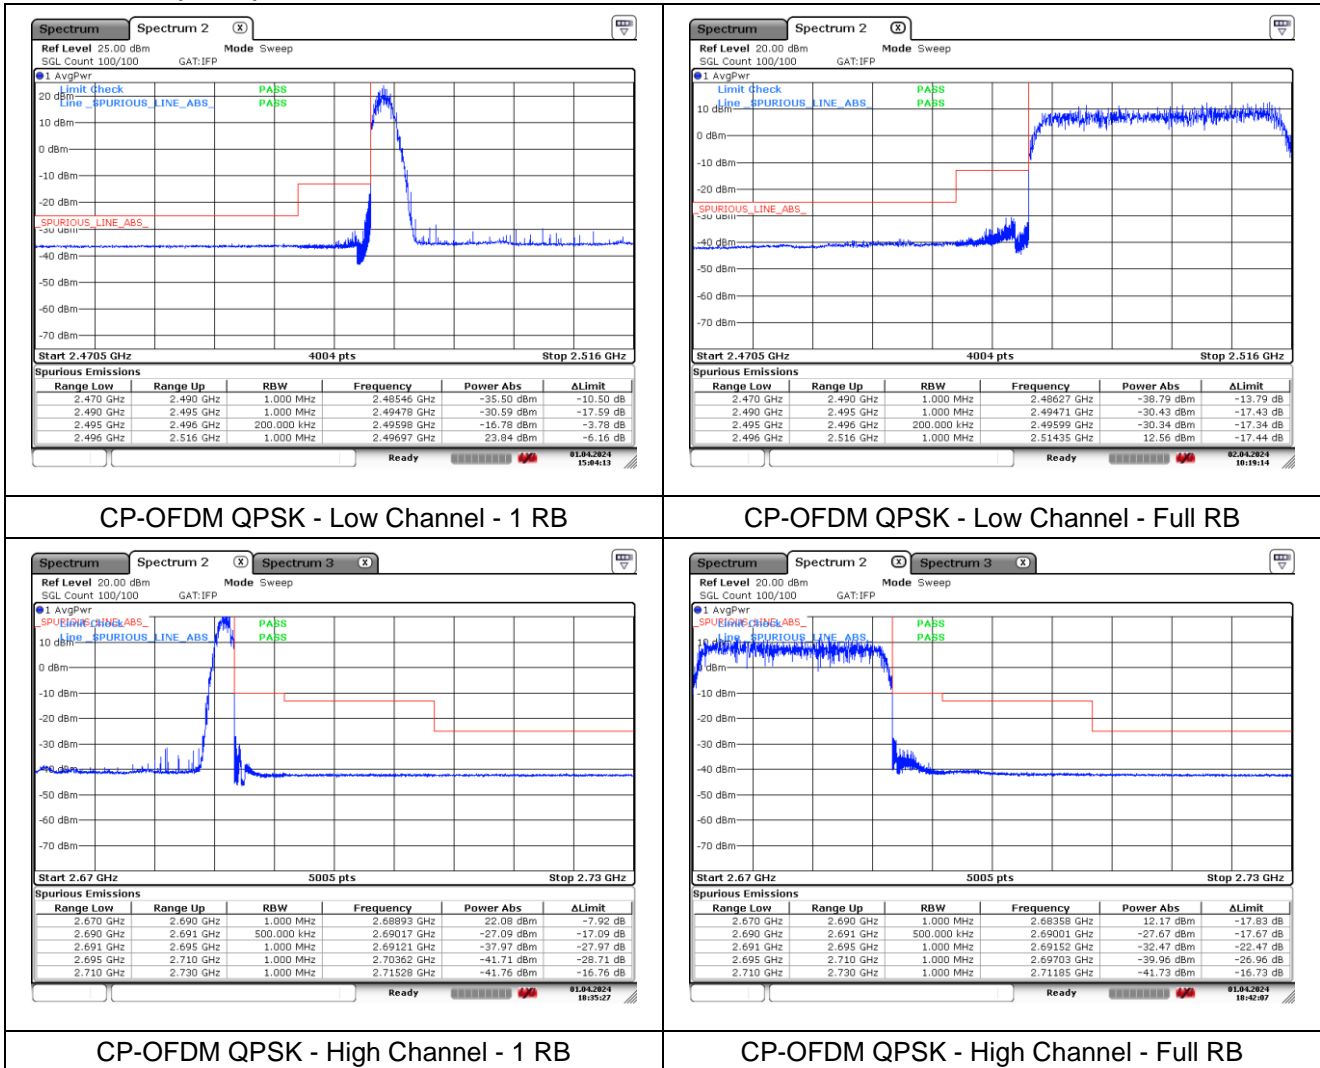 Spectrum Spectrum 2 X
Ref Level 25.00 dBm Mode Sweep
SGL Count 100/100 GAT:IFP
1 AvgPwr
Limit Check PASS
Line _SPURIOUS_LINE_ABS_ PASS
20 dBm
10 dBm
0 dBm
-10 dBm
-20 dBm
_SPURIOUS_LINE_ABS_
-30 dBm
-40 dBm
-50 dBm
-60 dBm
-70 dBm
Start 2.4705 GHz 4004 pts Stop 2.516 GHz
Spurious Emissions
Range Low Range Up RBW Frequency Power Abs ΔLimit
2.470 GHz 2.490 GHz 1.000 MHz 2.48546 GHz -35.50 dBm -10.50 dB
2.490 GHz 2.495 GHz 1.000 MHz 2.49478 GHz -30.59 dBm -17.59 dB
2.495 GHz 2.496 GHz 200.000 kHz 2.49598 GHz -16.78 dBm -3.78 dB
2.496 GHz 2.516 GHz 1.000 MHz 2.49697 GHz 23.84 dBm -6.16 dB
Ready 01.04.2024
15:04:13
CP-OFDM QPSK - Low Channel - 1 RB
Spectrum Spectrum 2 X
Ref Level 20.00 dBm Mode Sweep
SGL Count 100/100 GAT:IFP
1 AvgPwr
Limit Check PASS
Line _SPURIOUS_LINE_ABS_ PASS
10 dBm
0 dBm
-10 dBm
-20 dBm
_SPURIOUS_LINE_ABS_
-30 dBm
-40 dBm
-50 dBm
-60 dBm
-70 dBm
Start 2.4705 GHz 4004 pts Stop 2.516 GHz
Spurious Emissions
Range Low Range Up RBW Frequency Power Abs ΔLimit
2.470 GHz 2.490 GHz 1.000 MHz 2.48627 GHz -38.79 dBm -13.79 dB
2.490 GHz 2.495 GHz 1.000 MHz 2.49471 GHz -30.43 dBm -17.43 dB
2.495 GHz 2.496 GHz 200.000 kHz 2.49599 GHz -30.34 dBm -17.34 dB
2.496 GHz 2.516 GHz 1.000 MHz 2.51435 GHz 12.56 dBm -17.44 dB
Ready 02.04.2024
10:19:14
CP-OFDM QPSK - Low Channel - Full RB
Spectrum Spectrum 2 X Spectrum 3 X
Ref Level 20.00 dBm Mode Sweep
SGL Count 100/100 GAT:IFP
1 AvgPwr
_SPURIOUS_LINE_ABS_
Limit Check PASS
Line _SPURIOUS_LINE_ABS_ PASS
10 dBm
0 dBm
-10 dBm
-20 dBm
-30 dBm
-40 dBm
-50 dBm
-60 dBm
-70 dBm
Start 2.67 GHz 5005 pts Stop 2.73 GHz
Spurious Emissions
Range Low Range Up RBW Frequency Power Abs ΔLimit
2.670 GHz 2.690 GHz 1.000 MHz 2.68893 GHz 22.08 dBm -7.92 dB
2.690 GHz 2.691 GHz 500.000 kHz 2.69017 GHz -27.09 dBm -17.09 dB
2.691 GHz 2.695 GHz 1.000 MHz 2.69121 GHz -37.97 dBm -27.97 dB
2.695 GHz 2.710 GHz 1.000 MHz 2.70362 GHz -41.71 dBm -28.71 dB
2.710 GHz 2.730 GHz 1.000 MHz 2.71528 GHz -41.76 dBm -16.76 dB
Ready 01.04.2024
18:35:27
CP-OFDM QPSK - High Channel - 1 RB
Spectrum Spectrum 2 X Spectrum 3 X
Ref Level 20.00 dBm Mode Sweep
SGL Count 100/100 GAT:IFP
1 AvgPwr
_SPURIOUS_LINE_ABS_
Limit Check PASS
Line _SPURIOUS_LINE_ABS_ PASS
10 dBm
0 dBm
-10 dBm
-20 dBm
-30 dBm
-40 dBm
-50 dBm
-60 dBm
-70 dBm
Start 2.67 GHz 5005 pts Stop 2.73 GHz
Spurious Emissions
Range Low Range Up RBW Frequency Power Abs ΔLimit
2.670 GHz 2.690 GHz 1.000 MHz 2.68358 GHz 12.17 dBm -17.83 dB
2.690 GHz 2.691 GHz 500.000 kHz 2.69001 GHz -27.67 dBm -17.67 dB
2.691 GHz 2.695 GHz 1.000 MHz 2.69152 GHz -32.47 dBm -22.47 dB
2.695 GHz 2.710 GHz 1.000 MHz 2.69703 GHz -39.96 dBm -26.96 dB
2.710 GHz 2.730 GHz 1.000 MHz 2.71185 GHz -41.73 dBm -16.73 dB
Ready 01.04.2024
18:42:07
CP-OFDM QPSK - High Channel - Full RB